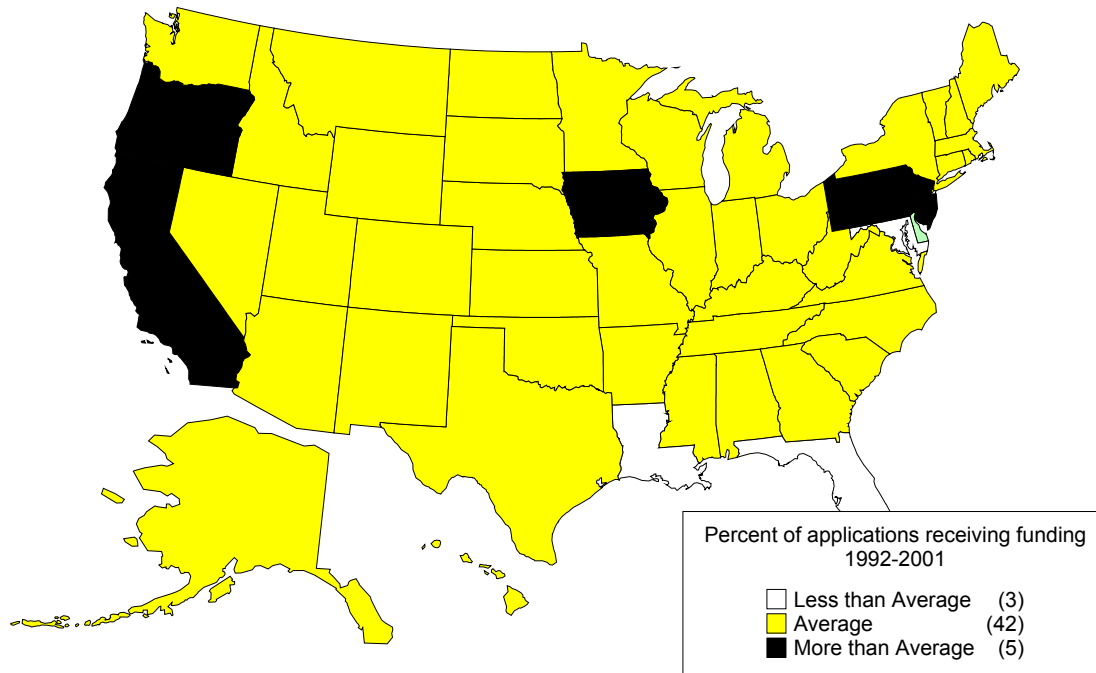 Percent of applications receiving funding
1992-2001
Less than Average (3)
Average (42)
More than Average (5)